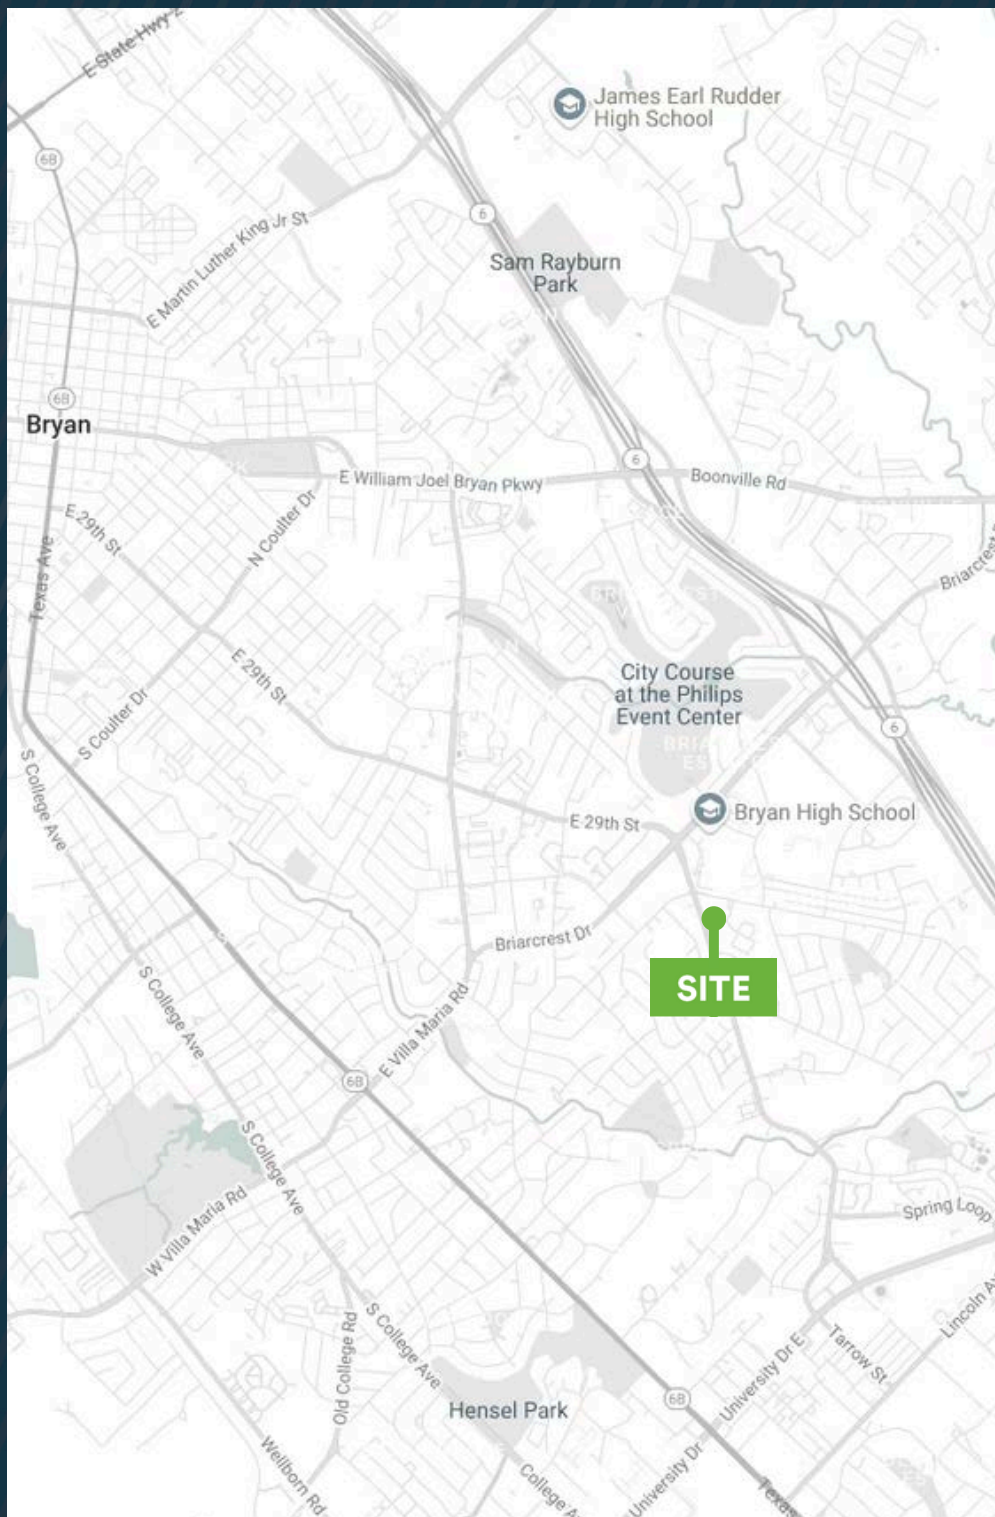 E State Hwy 2
James Earl Rudder
High School
6B
6
E Martin Luther King Jr St
Sam Rayburn
Park
6B
Bryan
6
E William Joel Bryan Pkwy
Boonville Rd
E 29th St
N Coulter Dr
Texas Ave
E 29th St
City Course
at the Philips
Event Center
S Coulter Dr
6
S College Ave
E 29th St
Bryan High School
Briarcrest Dr
SITE
S College Ave
E Villa Maria Rd
6B
S College Ave
W Villa Maria Rd
Spring Loop
S College Ave
Old College Rd
Tarrow St
University Dr E
6B
Hensel Park
Wellborn Rd
University Dr
Texas